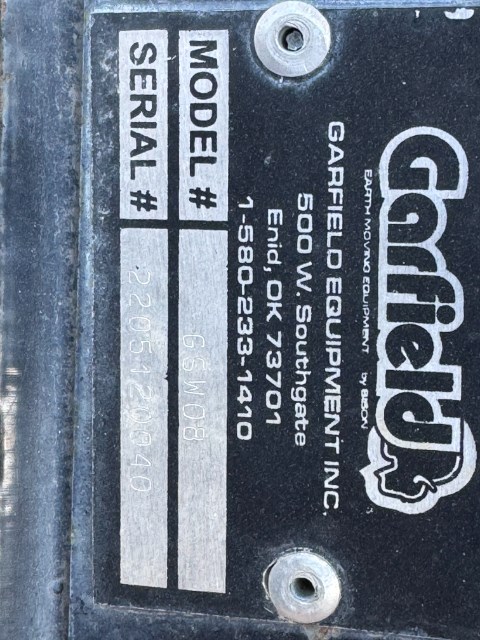 Garfield
EARTH MOVING EQUIPMENT by BISON
GARFIELD EQUIPMENT INC.
500 W. Southgate
Enid, OK 73701
1-580-233-1410
MODEL # GSW08
SERIAL # 2205120040